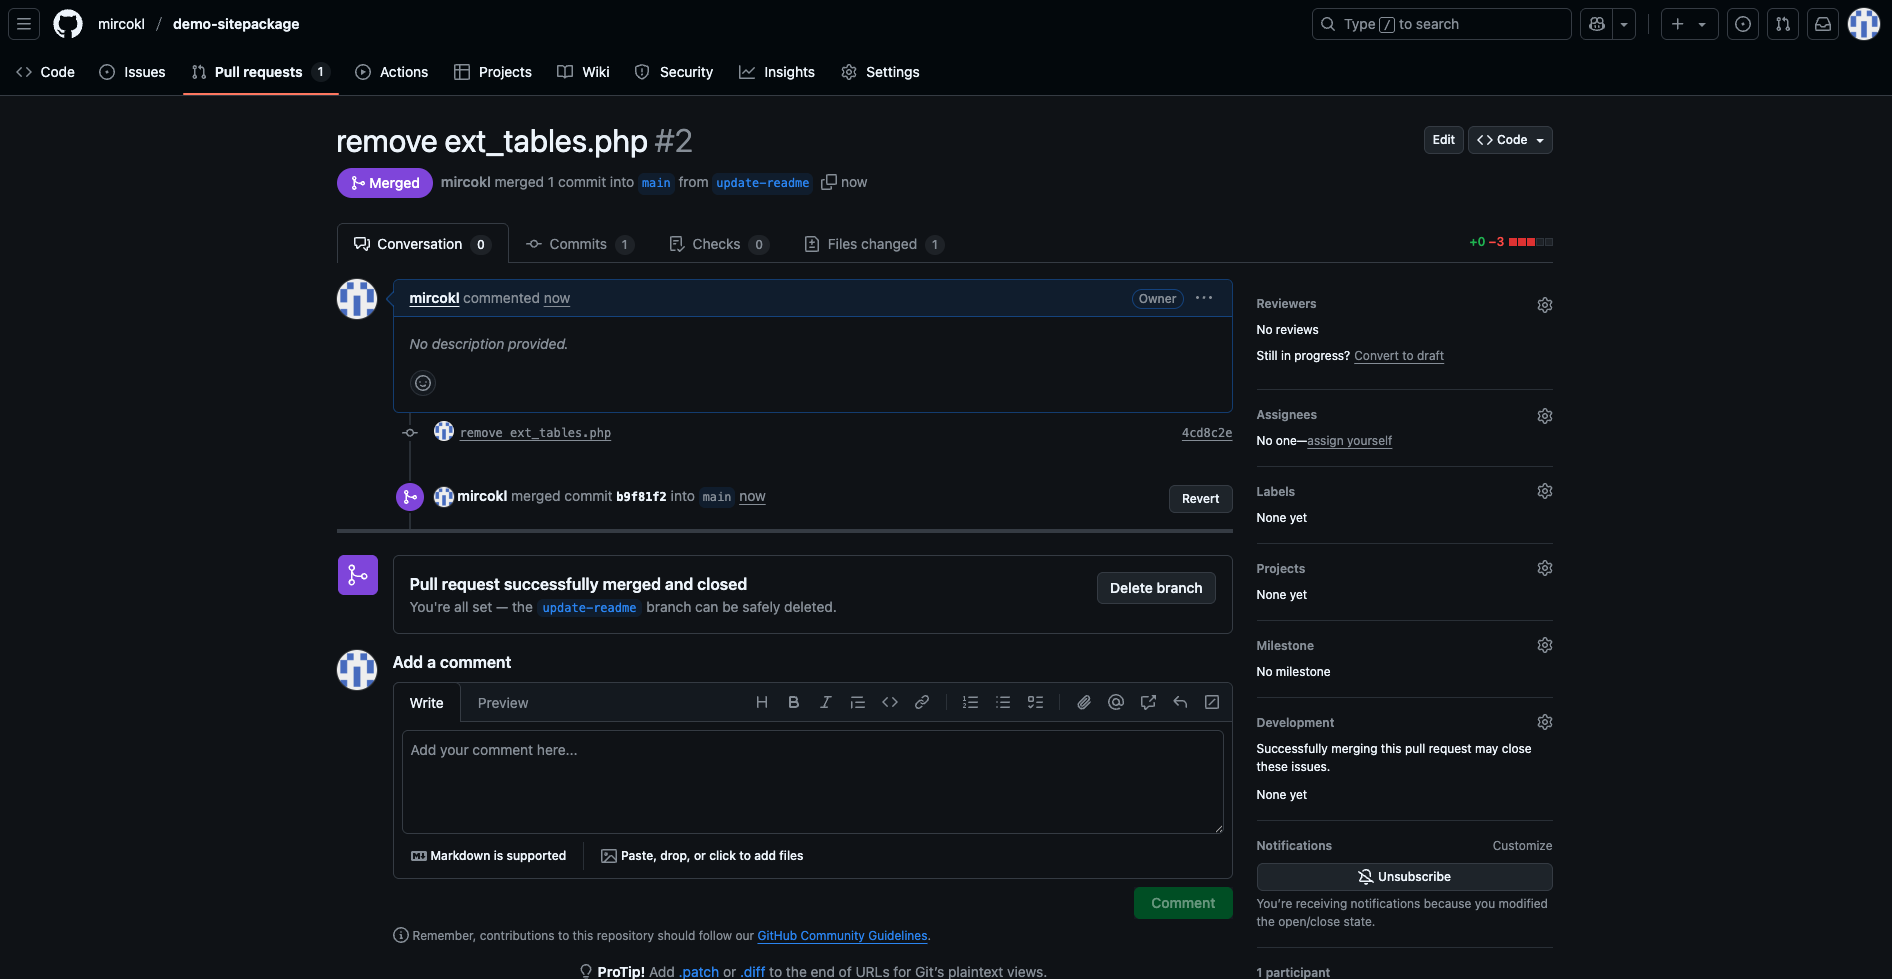 mircokl / demo-sitepackage
Type / to search
Code
Issues
Pull requests 1
Actions
Projects
Wiki
Security
Insights
Settings
remove ext_tables.php #2
Edit
Code
Merged
mircokl merged 1 commit into main from update-readme now
Conversation 0
Commits 1
Checks 0
Files changed 1
+0 −3
mircokl commented now
Owner
No description provided.
remove ext_tables.php
4cd8c2e
mircokl merged commit b9f81f2 into main now
Revert
Pull request successfully merged and closed
You're all set — the update-readme branch can be safely deleted.
Delete branch
Add a comment
Write
Preview
Add your comment here...
Markdown is supported
Paste, drop, or click to add files
Comment
Remember, contributions to this repository should follow our GitHub Community Guidelines.
ProTip! Add .patch or .diff to the end of URLs for Git's plaintext views.
Reviewers
No reviews
Still in progress? Convert to draft
Assignees
No one—assign yourself
Labels
None yet
Projects
None yet
Milestone
No milestone
Development
Successfully merging this pull request may close
these issues.
None yet
Notifications
Customize
Unsubscribe
You're receiving notifications because you modified
the open/close state.
1 participant